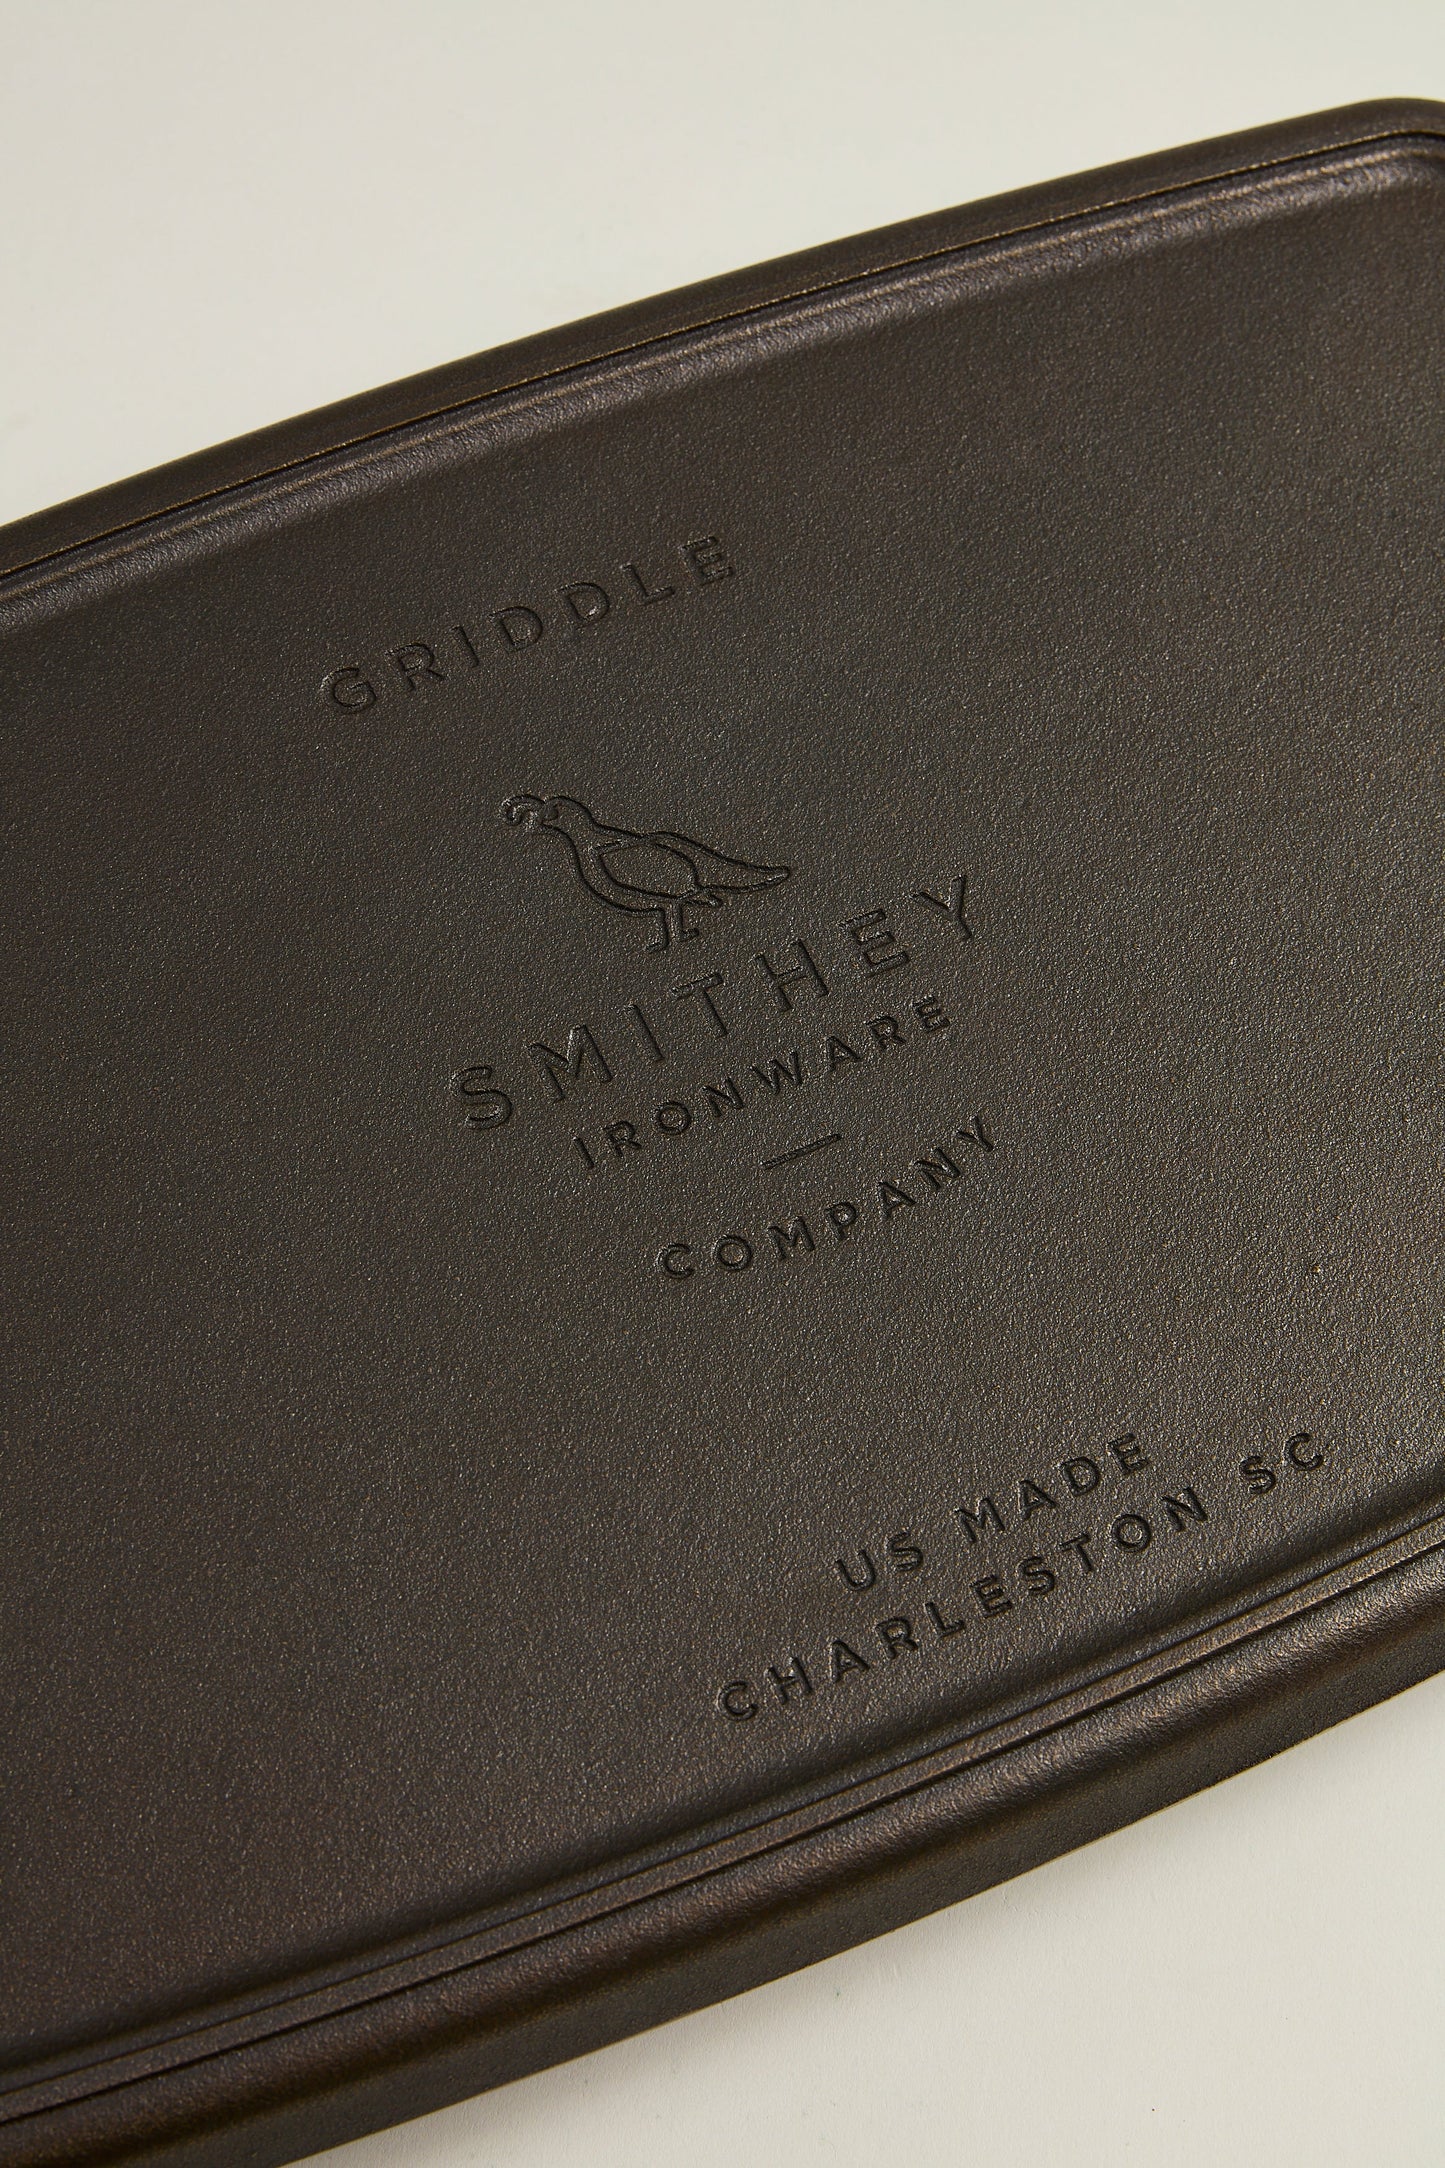 GRIDDLE
SMITHEY
IRONWARE
COMPANY
US MADE
CHARLESTON SC